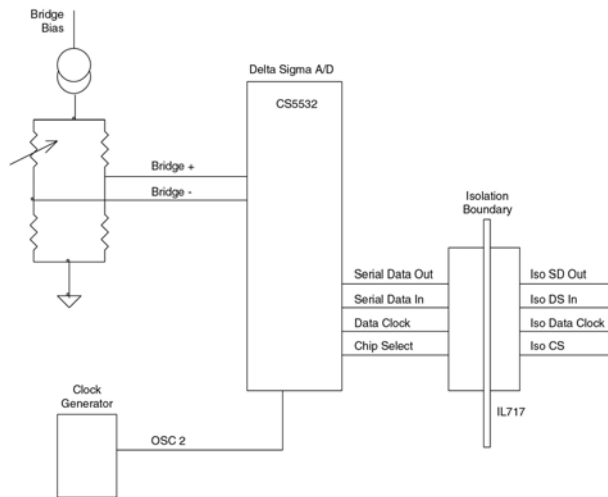 Bridge
Bias
Delta Sigma A/D
CS5532
Bridge +
Bridge -
Isolation
Boundary
Serial Data Out
Iso SD Out
Serial Data In
Iso DS In
Data Clock
Iso Data Clock
Chip Select
Iso CS
Clock
Generator
IL717
OSC 2